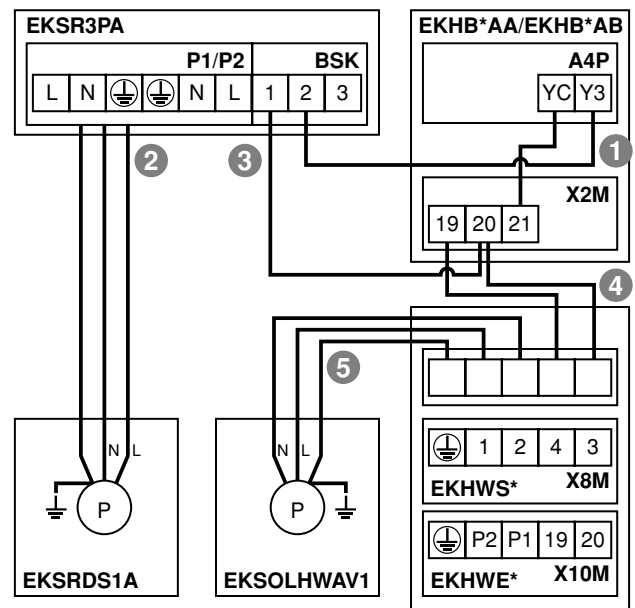 EKSR3PA
P1/P2 BSK
L N N L 1 2 3
EKHB*AA/EKHB*AB
A4P
YC Y3
X2M
19 20 21
1
2
3
4
5
N L
P
EKSRDS1A
N L
P
EKSOLHWAV1
1 2 4 3
EKHWS* X8M
P2 P1 19 20
EKHWE* X10M